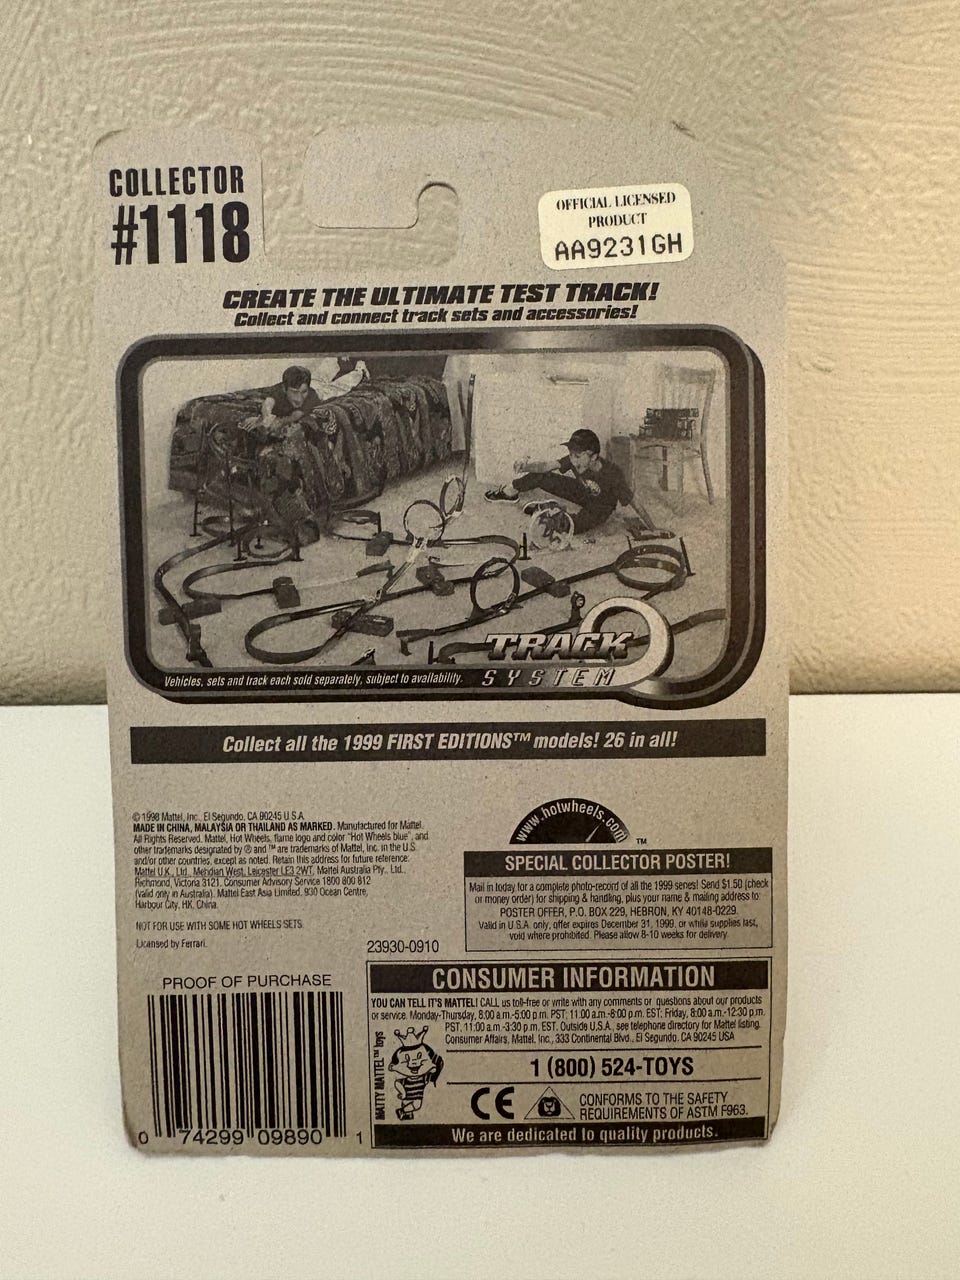 COLLECTOR
#1118
OFFICIAL LICENSED
PRODUCT
AA9231GH
CREATE THE ULTIMATE TEST TRACK!
Collect and connect track sets and accessories!
TRACK
SYSTEM
Vehicles, sets and track each sold separately, subject to availability.
Collect all the 1999 FIRST EDITIONS™ models! 26 in all!
© 1998 Mattel, Inc., El Segundo, CA 90245 U.S.A.
MADE IN CHINA, MALAYSIA OR THAILAND AS MARKED. Manufactured for Mattel.
All Rights Reserved. Mattel, Hot Wheels, flame logo and color "Hot Wheels blue", and
other trademarks designated by ® and ™ are trademarks of Mattel, Inc. in the U.S.
and/or other countries, except as noted. Retain this address for future reference:
Mattel U.K., Ltd., Meridian West, Leicester LE3 2WT. Mattel Australia Pty., Ltd.,
Richmond, Victoria 3121. Consumer Advisory Service 1800 800 812
(valid only in Australia). Mattel East Asia Limited, 930 Ocean Centre,
Harbour City, HK, China.
NOT FOR USE WITH SOME HOT WHEELS SETS.
Licensed by Ferrari.
23930-0910
www.hotwheels.com™
SPECIAL COLLECTOR POSTER!
Mail in today for a complete photo-record of all the 1999 series! Send $1.50 (check
or money order) for shipping & handling, plus your name & mailing address to:
POSTER OFFER, P.O. BOX 229, HEBRON, KY 40148-0229.
Valid in U.S.A. only, offer expires December 31, 1999, or while supplies last,
void where prohibited. Please allow 8-10 weeks for delivery.
PROOF OF PURCHASE
0 74299 09890 1
CONSUMER INFORMATION
YOU CAN TELL IT'S MATTEL! CALL us toll-free or write with any comments or questions about our products
or service. Monday-Thursday, 8:00 a.m.-5:00 p.m. PST; 11:00 a.m.-8:00 p.m. EST: Friday, 8:00 a.m.-12:30 p.m.
PST, 11:00 a.m.-3:30 p.m. EST. Outside U.S.A., see telephone directory for Mattel listing.
Consumer Affairs, Mattel, Inc., 333 Continental Blvd., El Segundo, CA 90245 USA
MATTY MATTEL™ toys
1 (800) 524-TOYS
CE
CONFORMS TO THE SAFETY
REQUIREMENTS OF ASTM F963.
We are dedicated to quality products.